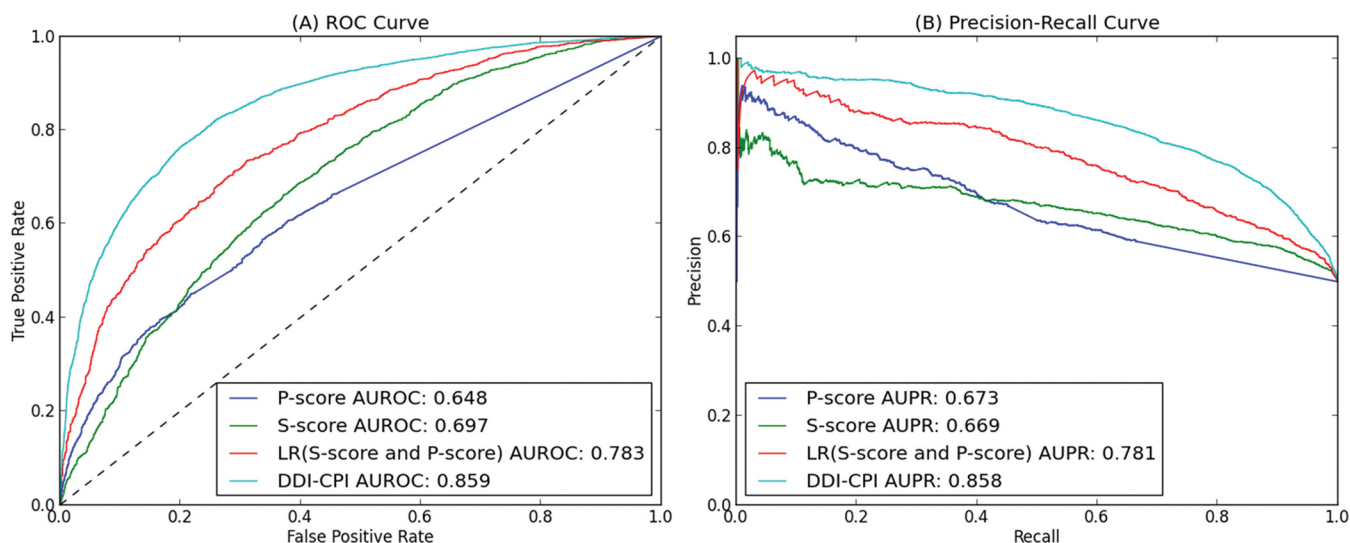 (A) ROC Curve
1.0
0.8
0.6
0.4
0.2
0.0
True Positive Rate
0.0 0.2 0.4 0.6 0.8 1.0
False Positive Rate
P-score AUROC: 0.648
S-score AUROC: 0.697
LR(S-score and P-score) AUROC: 0.783
DDI-CPI AUROC: 0.859
(B) Precision-Recall Curve
1.0
0.8
0.6
0.4
0.2
0.0
Precision
0.0 0.2 0.4 0.6 0.8 1.0
Recall
P-score AUPR: 0.673
S-score AUPR: 0.669
LR(S-score and P-score) AUPR: 0.781
DDI-CPI AUPR: 0.858